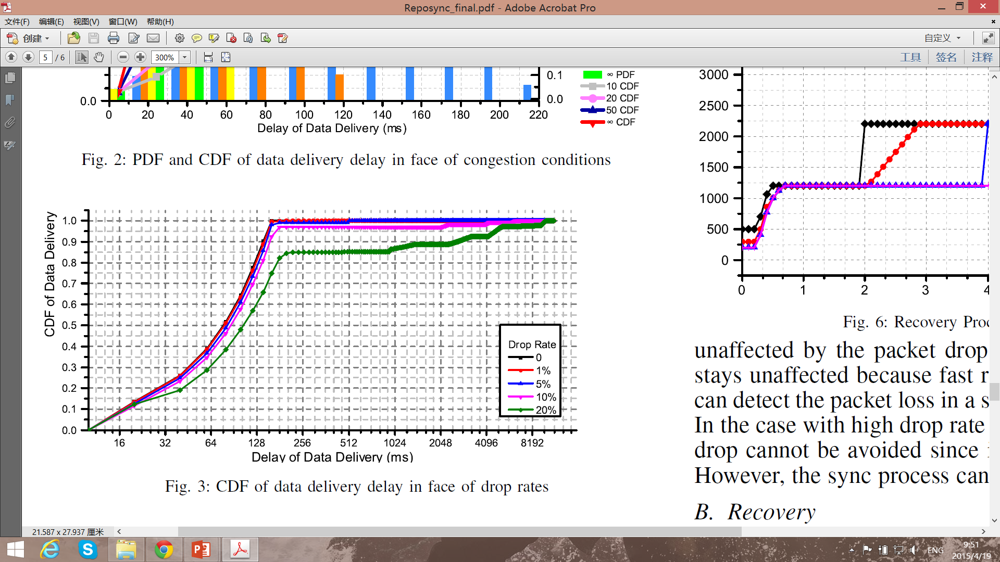 Reposync_final.pdf - Adobe Acrobat Pro
文件(F) 编辑(E) 视图(V) 窗口(W) 帮助(H)
创建
自定义
5 / 6
300%
工具 签名 注释
0.0
0.1
0.0
0 20 40 60 80 100 120 140 160 180 200 220
Delay of Data Delivery (ms)
∞ PDF
10 CDF
20 CDF
50 CDF
∞ CDF
Fig. 2: PDF and CDF of data delivery delay in face of congestion conditions
CDF of Data Delivery
1.0
0.9
0.8
0.7
0.6
0.5
0.4
0.3
0.2
0.1
0.0
16 32 64 128 256 512 1024 2048 4096 8192
Delay of Data Delivery (ms)
Drop Rate
0
1%
5%
10%
20%
Fig. 3: CDF of data delivery delay in face of drop rates
3000
2500
2000
1500
1000
500
0
0 1 2 3 4
Fig. 6: Recovery Proc
unaffected by the packet drop
stays unaffected because fast r
can detect the packet loss in a s
In the case with high drop rate
drop cannot be avoided since
However, the sync process can
B. Recovery
21.587 x 27.937 厘米
ENG
9:51
2015/4/19